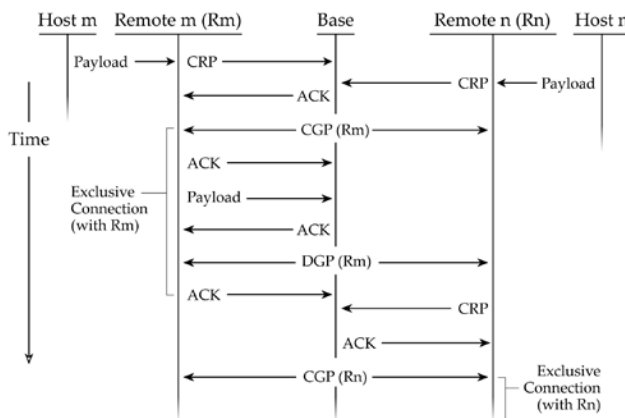 Host m Remote m (Rm) Base Remote n (Rn) Host n
Payload CRP
CRP Payload
ACK
Time
CGP (Rm)
ACK
Exclusive
Connection
(with Rm)
Payload
ACK
DGP (Rm)
ACK
CRP
ACK
CGP (Rn)
Exclusive
Connection
(with Rn)